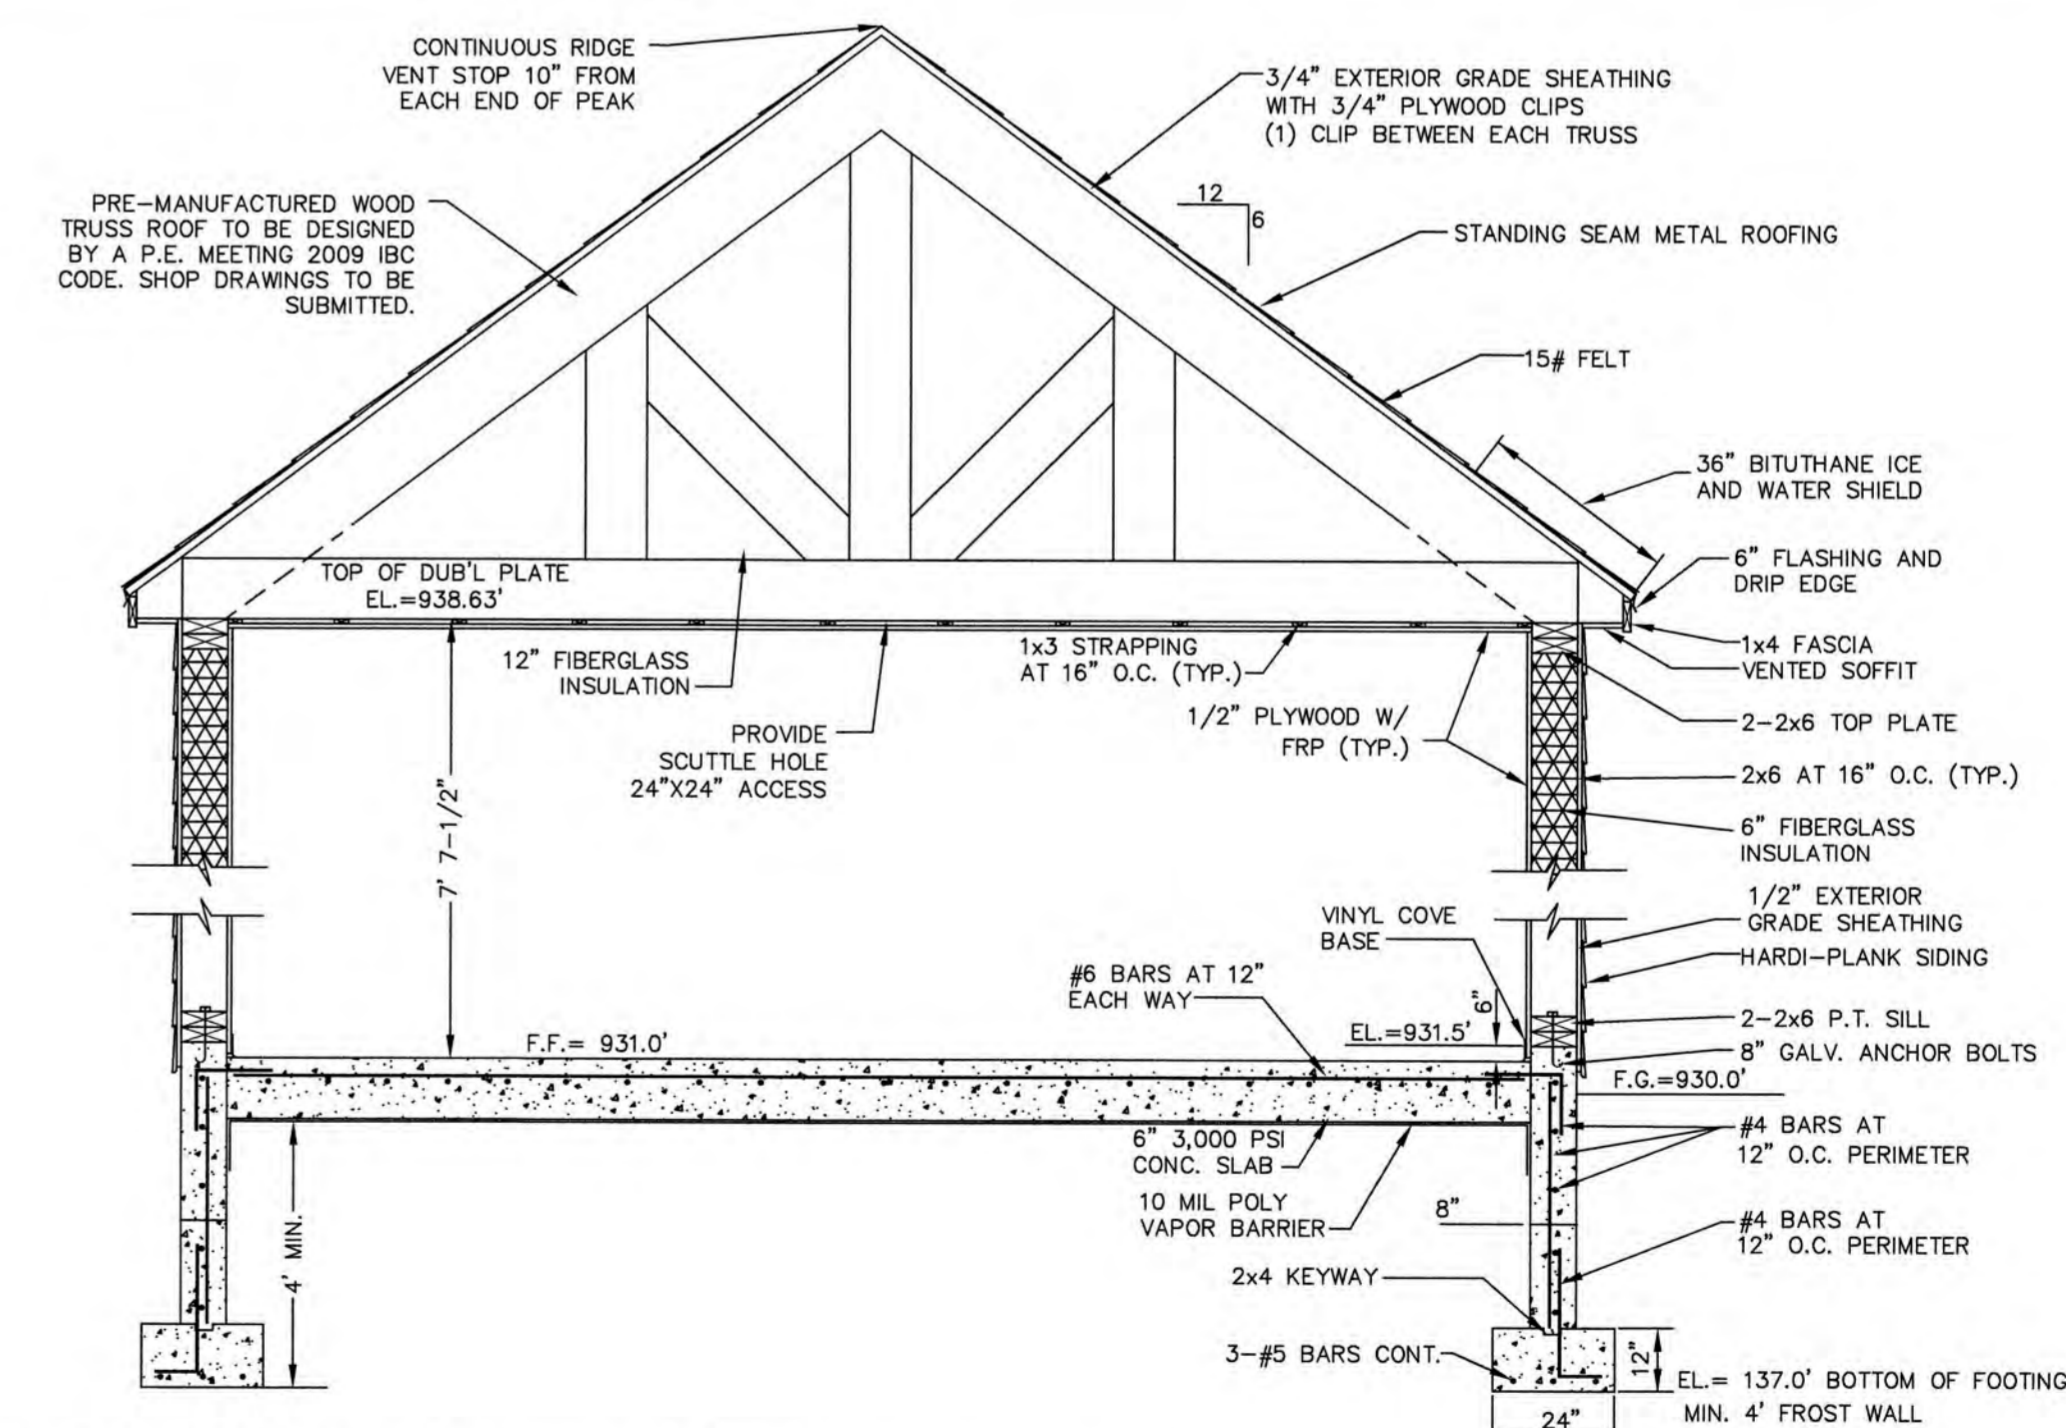 CONTINUOUS RIDGE
VENT STOP 10" FROM
EACH END OF PEAK
3/4" EXTERIOR GRADE SHEATHING
WITH 3/4" PLYWOOD CLIPS
(1) CLIP BETWEEN EACH TRUSS
12
6
PRE-MANUFACTURED WOOD
TRUSS ROOF TO BE DESIGNED
BY A P.E. MEETING 2009 IBC
CODE. SHOP DRAWINGS TO BE
SUBMITTED.
STANDING SEAM METAL ROOFING
15# FELT
36" BITUTHANE ICE
AND WATER SHIELD
6" FLASHING AND
DRIP EDGE
TOP OF DUB'L PLATE
EL.=938.63'
12" FIBERGLASS
INSULATION
1x3 STRAPPING
AT 16" O.C. (TYP.)
1x4 FASCIA
VENTED SOFFIT
PROVIDE
SCUTTLE HOLE
24"X24" ACCESS
1/2" PLYWOOD W/
FRP (TYP.)
2-2x6 TOP PLATE
2x6 AT 16" O.C. (TYP.)
6" FIBERGLASS
INSULATION
7' 7-1/2"
1/2" EXTERIOR
GRADE SHEATHING
VINYL COVE
BASE
HARDI-PLANK SIDING
#6 BARS AT 12"
EACH WAY
6"
2-2x6 P.T. SILL
F.F.= 931.0'
EL.=931.5'
8" GALV. ANCHOR BOLTS
F.G.=930.0'
6" 3,000 PSI
CONC. SLAB
#4 BARS AT
12" O.C. PERIMETER
10 MIL POLY
VAPOR BARRIER
8"
#4 BARS AT
12" O.C. PERIMETER
4' MIN.
2x4 KEYWAY
3-#5 BARS CONT.
12"
EL.= 137.0' BOTTOM OF FOOTING
MIN. 4' FROST WALL
24"